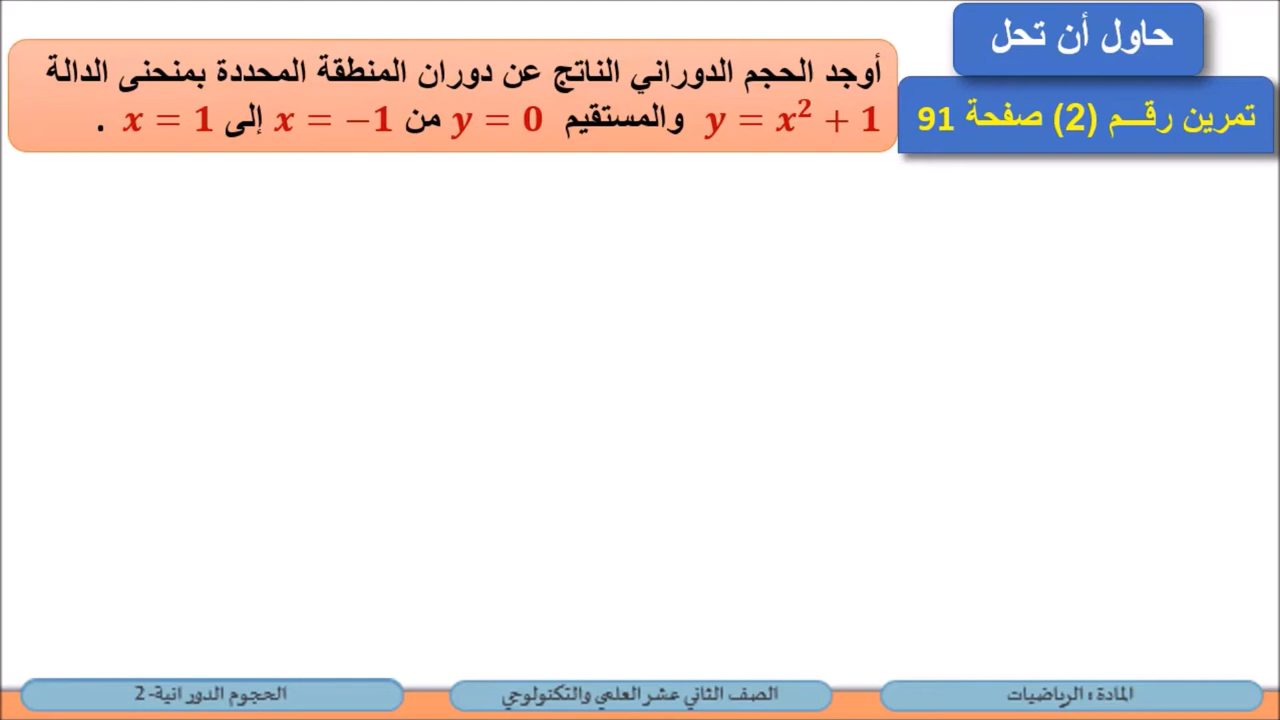 حاول أن تحل
تمرين رقـــم (2) صفحة 91
أوجد الحجم الدوراني الناتج عن دوران المنطقة المحددة بمنحنى الدالة
y = x² + 1 والمستقيم y = 0 من x = −1 إلى x = 1 .
المادة: الرياضيات
الصف الثاني عشر العلمي والتكنولوجي
الحجوم الدورانية- 2